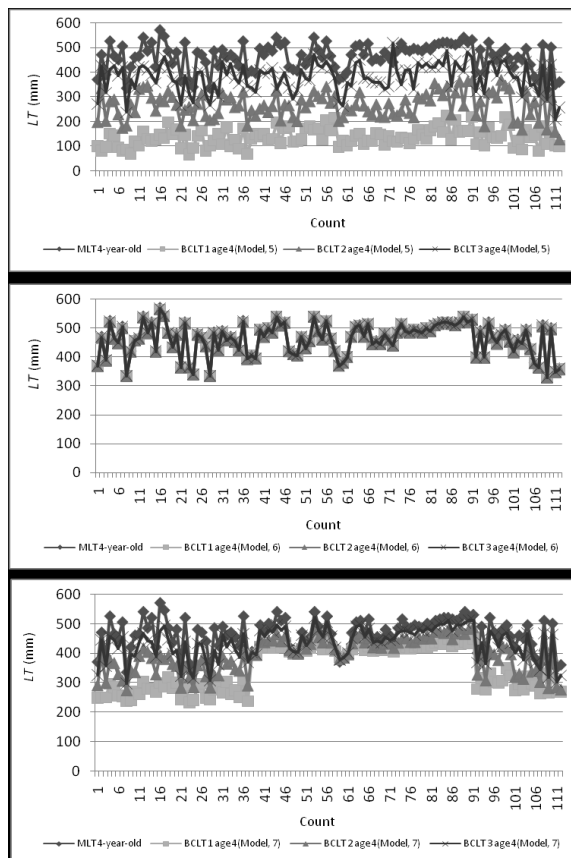 600
500
400
300
200
100
0
LT (mm)
1 6 11 16 21 26 31 36 41 46 51 56 61 66 71 76 81 86 91 96 101 106 111
Count
MLT4-year-old BCLT1 age4(Model, 5) BCLT2 age4(Model, 5) BCLT3 age4(Model, 5)
600
500
400
300
200
100
0
LT (mm)
1 6 11 16 21 26 31 36 41 46 51 56 61 66 71 76 81 86 91 96 101 106 111
Count
MLT4-year-old BCLT1 age4(Model, 6) BCLT2 age4(Model, 6) BCLT3 age4(Model, 6)
600
500
400
300
200
100
0
LT (mm)
1 6 11 16 21 26 31 36 41 46 51 56 61 66 71 76 81 86 91 96 101 106 111
Count
MLT4-year-old BCLT1 age4(Model, 7) BCLT2 age4(Model, 7) BCLT3 age4(Model, 7)